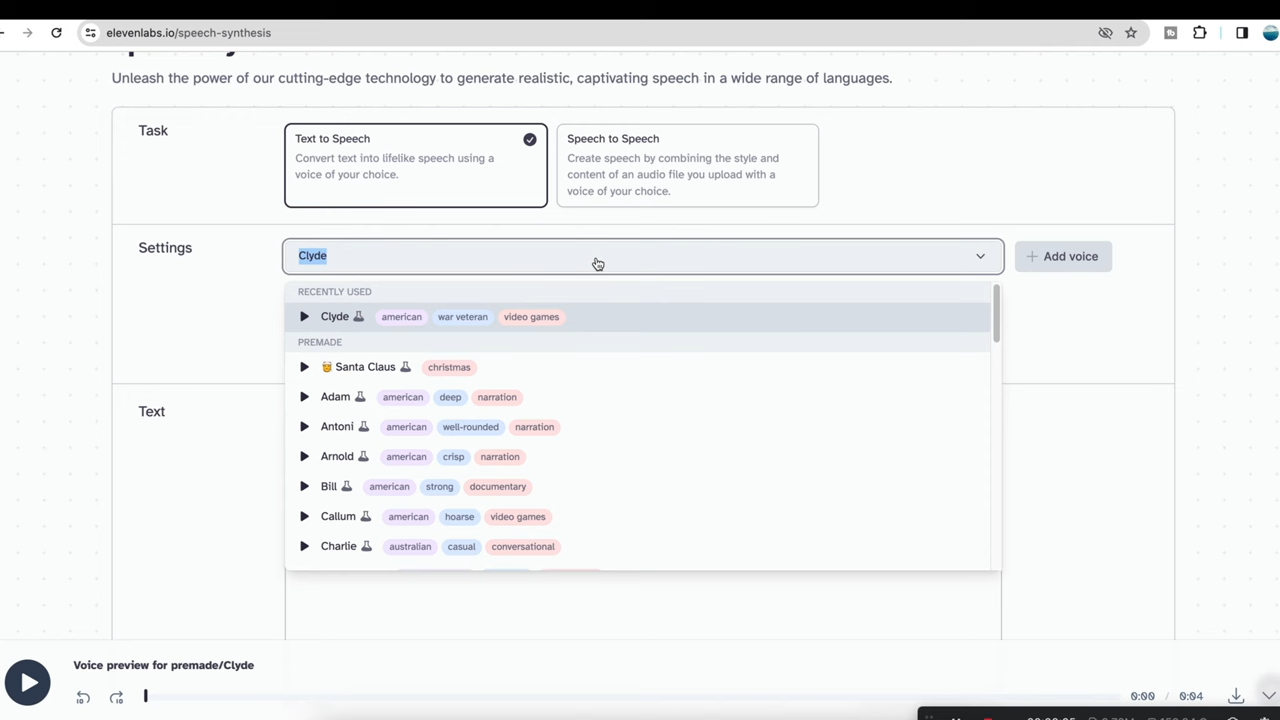 elevenlabs.io/speech-synthesis
Unleash the power of our cutting-edge technology to generate realistic, captivating speech in a wide range of languages.
Task
Text to Speech
Convert text into lifelike speech using a
voice of your choice.
Speech to Speech
Create speech by combining the style and
content of an audio file you upload with a
voice of your choice.
Settings
Clyde
Add voice
RECENTLY USED
Clyde american war veteran video games
PREMADE
Santa Claus christmas
Adam american deep narration
Antoni american well-rounded narration
Arnold american crisp narration
Bill american strong documentary
Callum american hoarse video games
Charlie australian casual conversational
Text
Voice preview for premade/Clyde
0:00 / 0:04